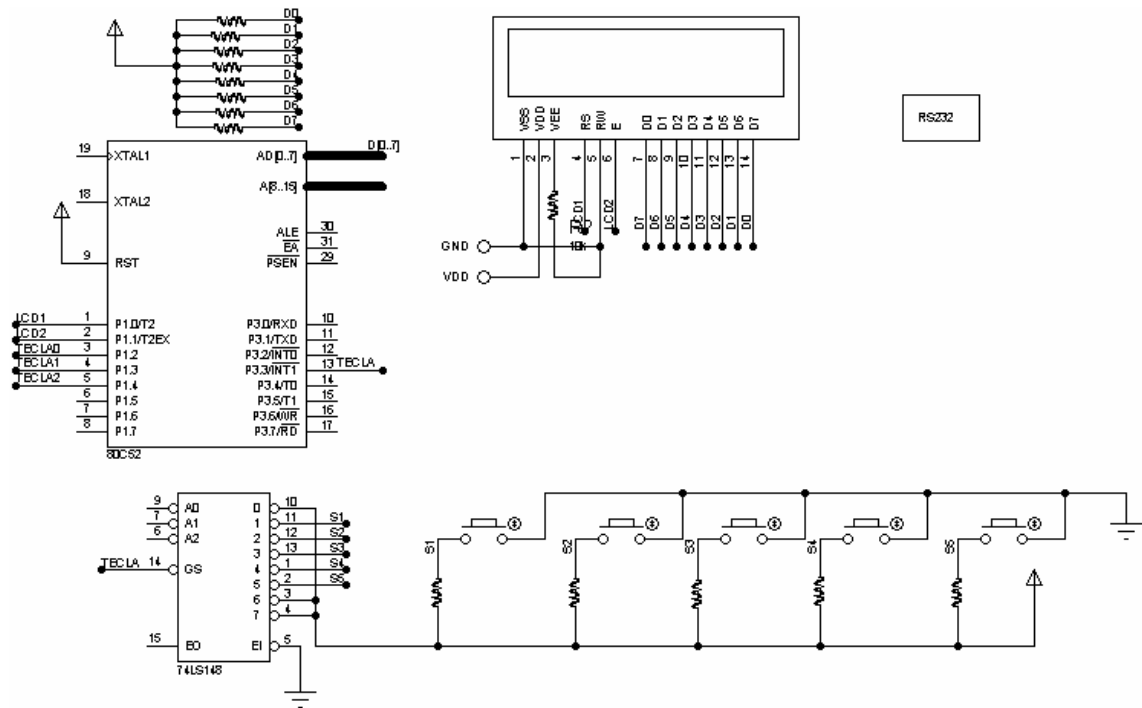 D0
D1
D2
D3
D4
D5
D6
D7
VSS
VDD
VEE
RS
RW
E
D0
D1
D2
D3
D4
D5
D6
D7
1
2
3
4
5
6
7
8
9
10
11
12
13
14
LCD1
LCD2
10k
D7
D6
D5
D4
D3
D2
D1
D0
GND
VDD
RS232
19 XTAL1
18 XTAL2
9 RST
1 P1.0/T2
2 P1.1/T2EX
3 P1.2
4 P1.3
5 P1.4
6 P1.5
7 P1.6
8 P1.7
LCD1
LCD2
TECLA0
TECLA1
TECLA2
AD[0..7] D[0..7]
A[8..15]
ALE 30
EA 31
PSEN 29
P3.0/RXD 10
P3.1/TXD 11
P3.2/INT0 12
P3.3/INT1 13 TECLA
P3.4/T0 14
P3.5/T1 15
P3.6/WR 16
P3.7/RD 17
80C52
9 A0
7 A1
6 A2
TECLA 14 GS
15 EO
0 10
1 11 S1
2 12 S2
3 13 S3
4 1 S4
5 2 S5
6 3
7 4
EI 5
74LS148
S1
S2
S3
S4
S5